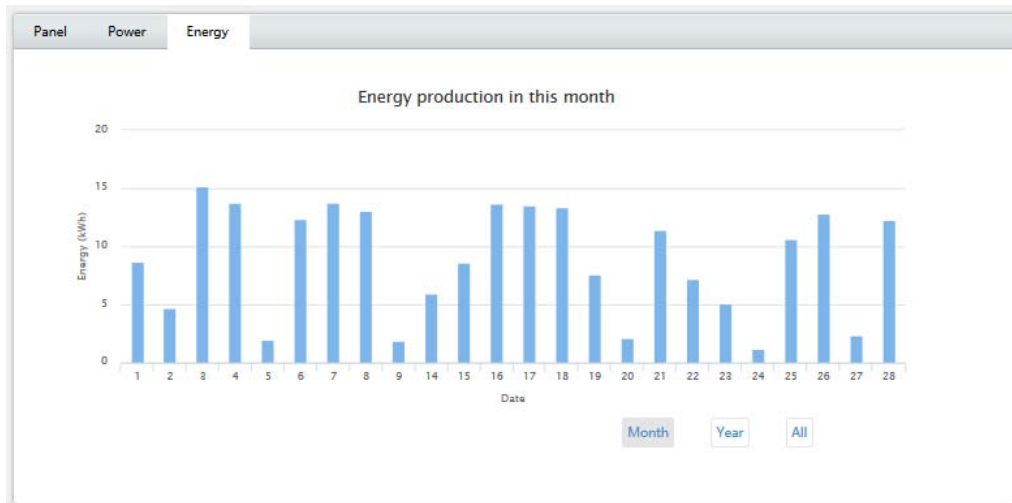 Panel Power Energy
Energy production in this month
20
15
10
5
0
Energy (kWh)
1 2 3 4 5 6 7 8 9 14 15 16 17 18 19 20 21 22 23 24 25 26 27 28
Date
Month Year All